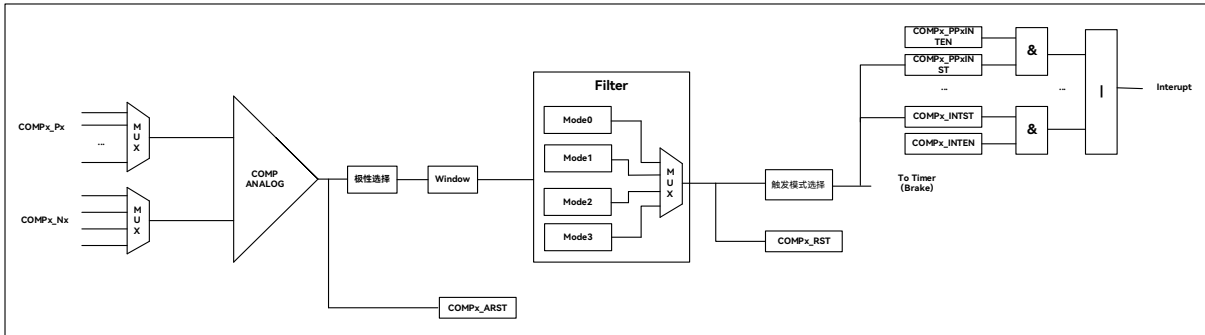 COMPx_Px
...
M
U
X
COMPx_Nx
M
U
X
COMP
ANALOG
极性选择
Window
COMPx_ARST
Filter
Mode0
Mode1
Mode2
Mode3
M
U
X
触发模式选择
COMPx_RST
COMPx_PPxIN
TEN
COMPx_PPxIN
ST
...
COMPx_INTST
COMPx_INTEN
To Timer
(Brake)
&
...
&
|
Interupt